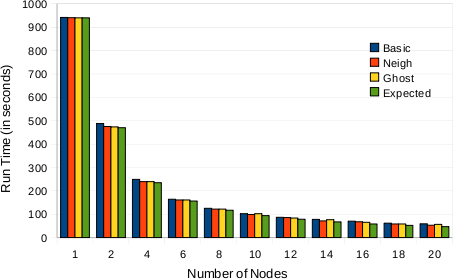 1000
900
800
700
600
500
400
300
200
100
0
Run Time (in seconds)
Basic
Neigh
Ghost
Expected
1 2 4 6 8 10 12 14 16 18 20
Number of Nodes